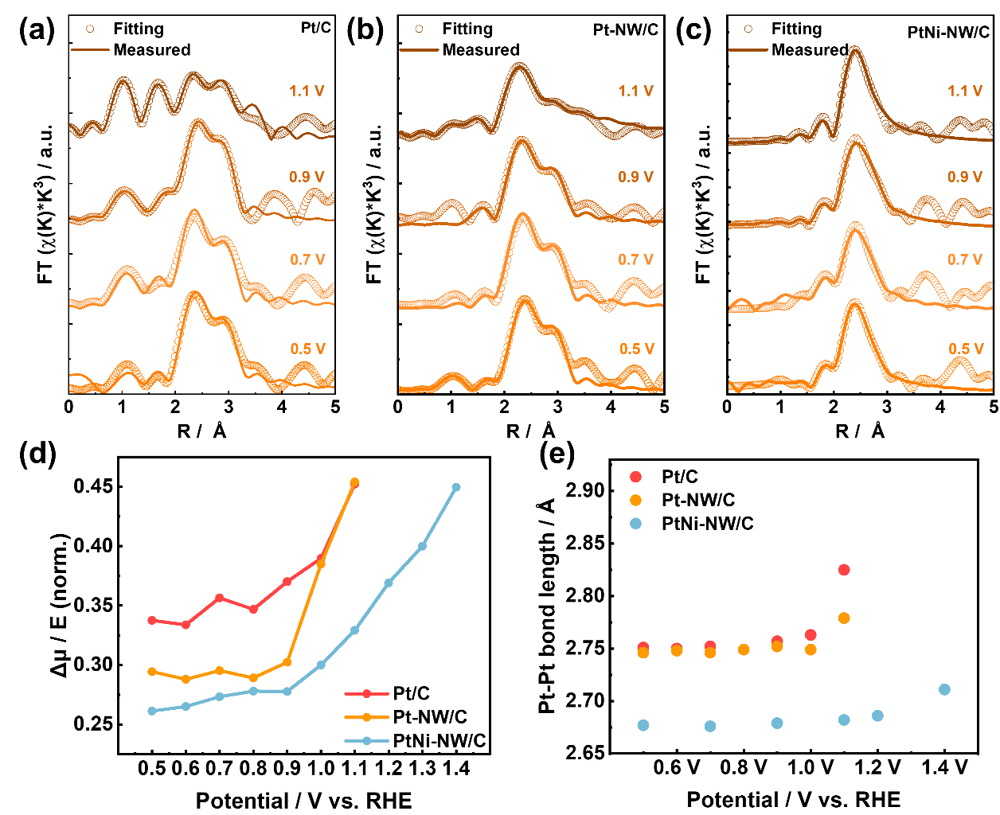 (a)
Fitting
Pt/C
Measured
1.1 V
0.9 V
0.7 V
0.5 V
FT (χ(K)*K³) / a.u.
0 1 2 3 4 5
R / Å
(b)
Fitting
Pt-NW/C
Measured
1.1 V
0.9 V
0.7 V
0.5 V
FT (χ(K)*K³) / a.u.
0 1 2 3 4 5
R / Å
(c)
Fitting
PtNi-NW/C
Measured
1.1 V
0.9 V
0.7 V
0.5 V
FT (χ(K)*K³) / a.u.
0 1 2 3 4 5
R / Å
(d)
0.45
0.40
0.35
0.30
0.25
Δμ / E (norm.)
Pt/C
Pt-NW/C
PtNi-NW/C
0.5 0.6 0.7 0.8 0.9 1.0 1.1 1.2 1.3 1.4
Potential / V vs. RHE
(e)
Pt/C
Pt-NW/C
PtNi-NW/C
2.90
2.85
2.80
2.75
2.70
2.65
Pt-Pt bond length / Å
0.6 V 0.8 V 1.0 V 1.2 V 1.4 V
Potential / V vs. RHE